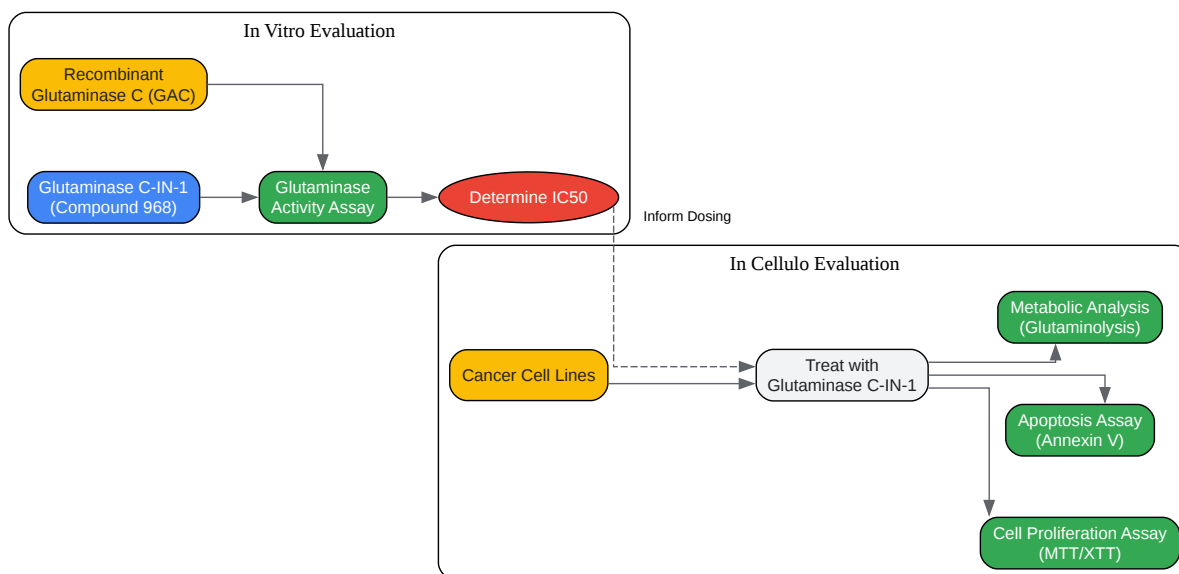 In Vitro Evaluation
Recombinant
Glutaminase C (GAC)
Glutaminase C-IN-1
(Compound 968)
Glutaminase
Activity Assay
Determine IC50
Inform Dosing
In Cellulo Evaluation
Cancer Cell Lines
Treat with
Glutaminase C-IN-1
Metabolic Analysis
(Glutaminolysis)
Apoptosis Assay
(Annexin V)
Cell Proliferation Assay
(MTT/XTT)